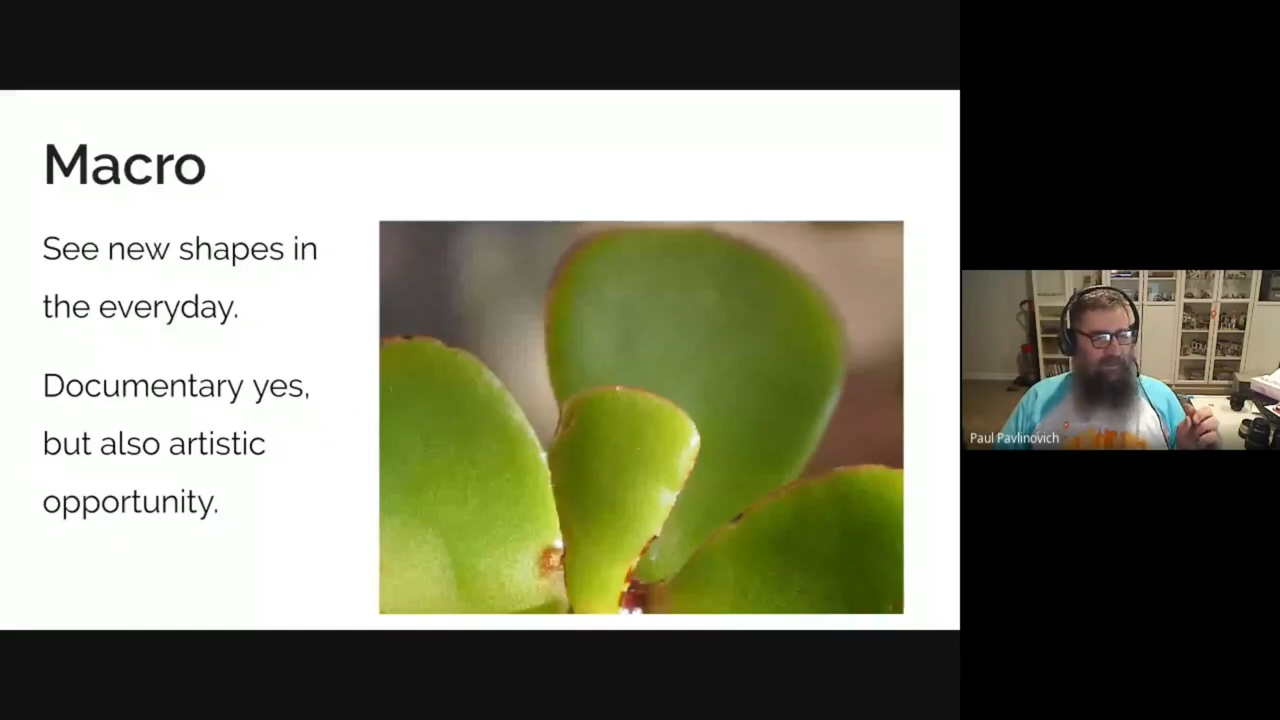 Macro
See new shapes in
the everyday.
Documentary yes,
but also artistic
opportunity.
Paul Pavlinovich